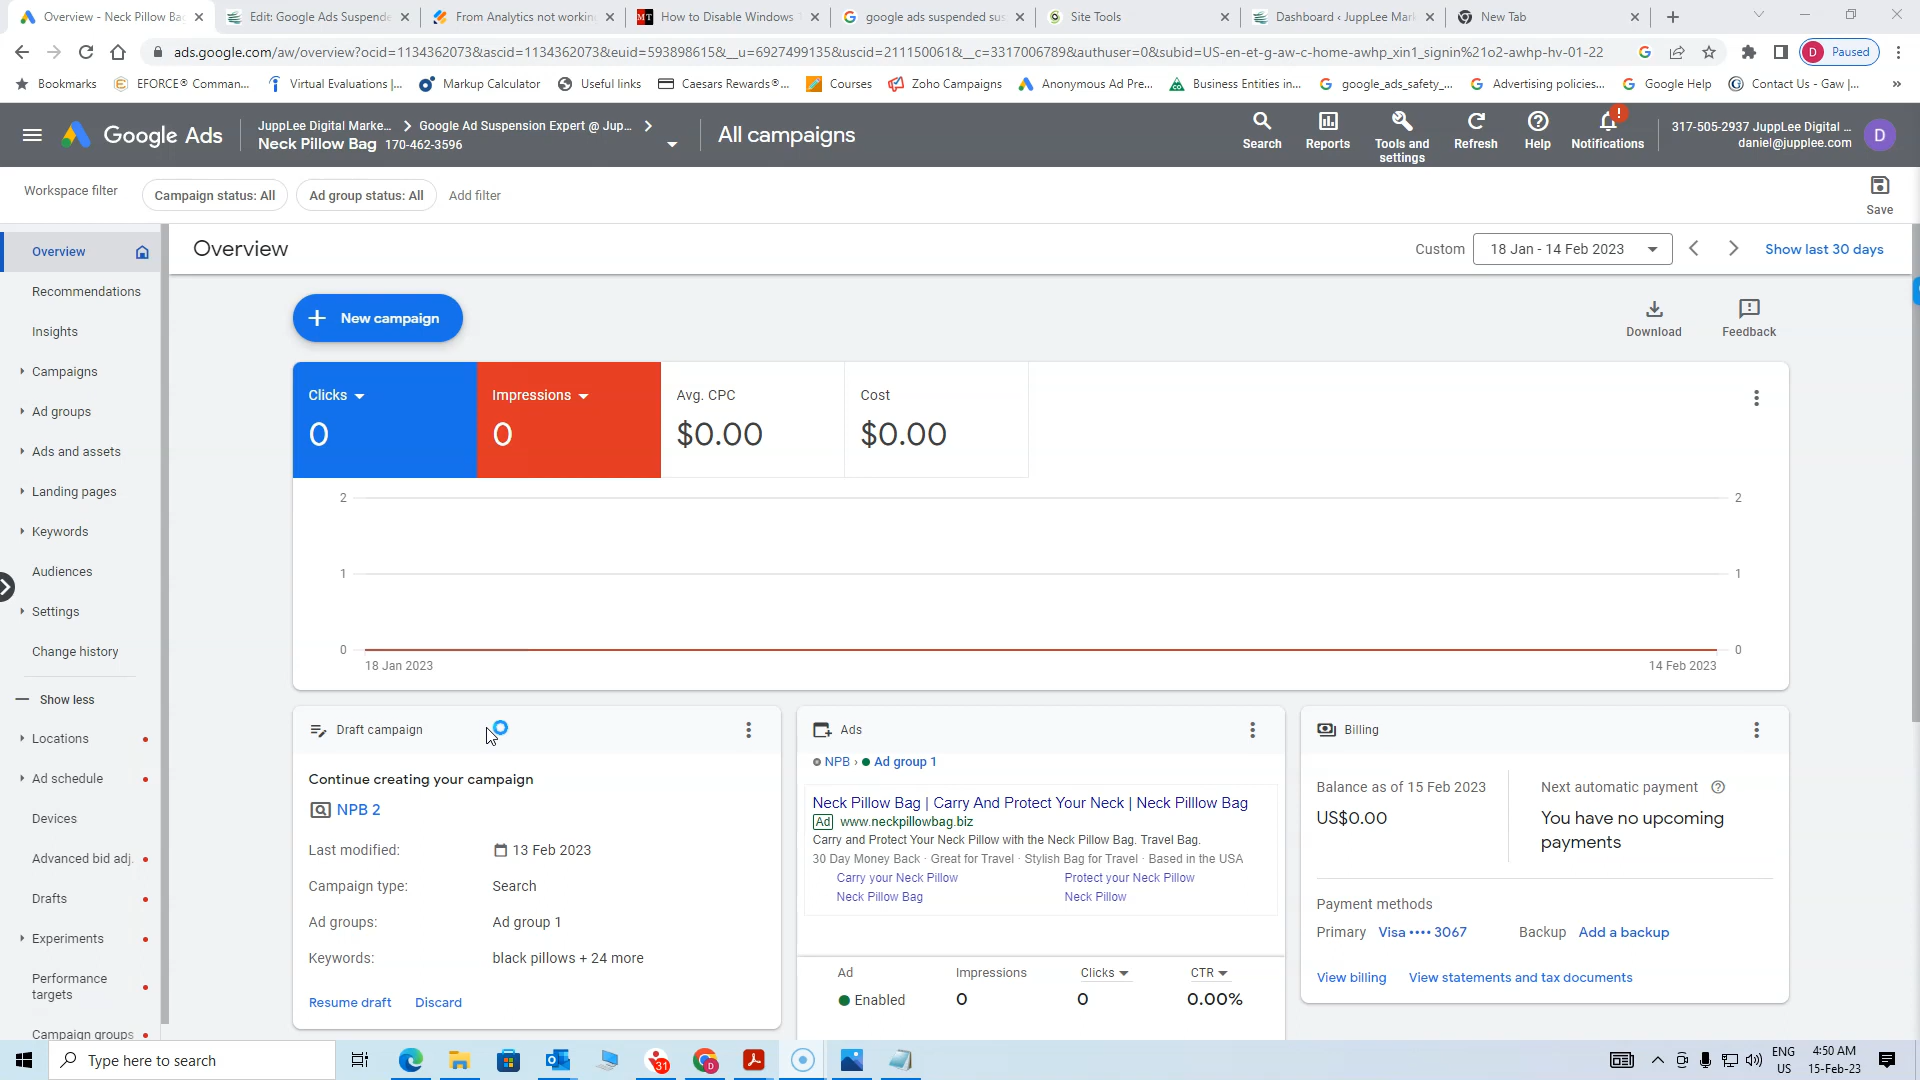 Overview - Neck Pillow Ba
Edit: Google Ads Suspende
From Analytics not workin
MT How to Disable Windows
google ads suspended sus
Site Tools
Dashboard ‹ JuppLee Mark
New Tab
ads.google.com/aw/overview?ocid=1134362073&ascid=1134362073&euid=593898615&__u=6927499135&uscid=211150061&__c=3317006789&authuser=0&subid=US-en-et-g-aw-c-home-awhp_xin1_signin%21o2-awhp-hv-01-22
D Paused
Bookmarks
EFORCE® Comman...
Virtual Evaluations |...
Markup Calculator
Useful links
Caesars Rewards®...
Courses
Zoho Campaigns
Anonymous Ad Pre...
Business Entities in...
google_ads_safety_...
Advertising policies...
Google Help
Contact Us - Gaw |...
»
Google Ads
JuppLee Digital Marke... > Google Ad Suspension Expert @ Jup... >
Neck Pillow Bag 170-462-3596
All campaigns
Search
Reports
Tools and settings
Refresh
Help
Notifications
317-505-2937 JuppLee Digital ...
daniel@jupplee.com
D
Workspace filter
Campaign status: All
Ad group status: All
Add filter
Save
Overview
Recommendations
Insights
Campaigns
Ad groups
Ads and assets
Landing pages
Keywords
Audiences
Settings
Change history
Show less
Locations
Ad schedule
Devices
Advanced bid adj.
Drafts
Experiments
Performance
targets
Campaign groups
Overview
Custom
18 Jan - 14 Feb 2023
Show last 30 days
New campaign
Download
Feedback
Clicks
0
Impressions
0
Avg. CPC
$0.00
Cost
$0.00
2 2
1 1
0 0
18 Jan 2023
14 Feb 2023
Draft campaign
Continue creating your campaign
NPB 2
Last modified: 13 Feb 2023
Campaign type: Search
Ad groups: Ad group 1
Keywords: black pillows + 24 more
Resume draft Discard
Ads
NPB › Ad group 1
Neck Pillow Bag | Carry And Protect Your Neck | Neck Pilllow Bag
Ad www.neckpillowbag.biz
Carry and Protect Your Neck Pillow with the Neck Pillow Bag. Travel Bag.
30 Day Money Back · Great for Travel · Stylish Bag for Travel · Based in the USA
Carry your Neck Pillow Protect your Neck Pillow
Neck Pillow Bag Neck Pillow
Ad Impressions Clicks CTR
Enabled 0 0 0.00%
Billing
Balance as of 15 Feb 2023
US$0.00
Next automatic payment
You have no upcoming
payments
Payment methods
Primary Visa •••• 3067 Backup Add a backup
View billing View statements and tax documents
Type here to search
31
D
ENG
US
4:50 AM
15-Feb-23